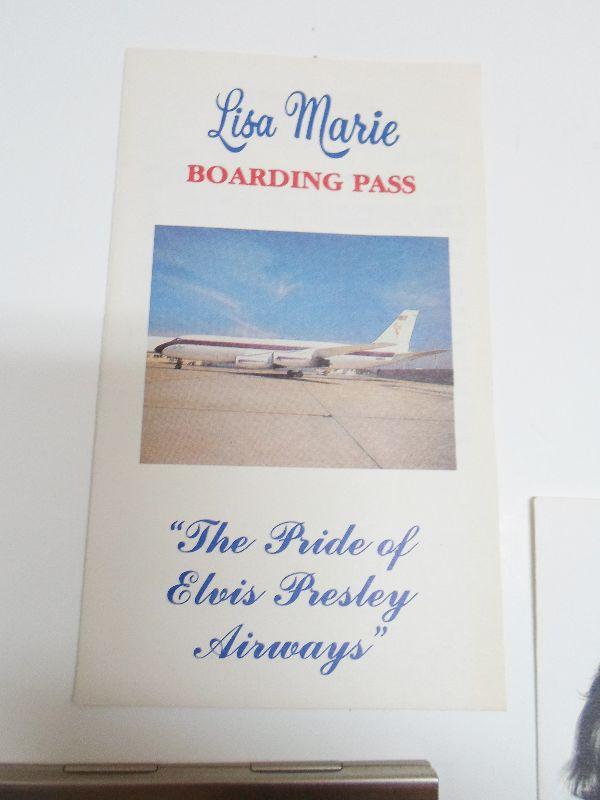 Lisa Marie
BOARDING PASS
“The Pride of
Elvis Presley
Airways”